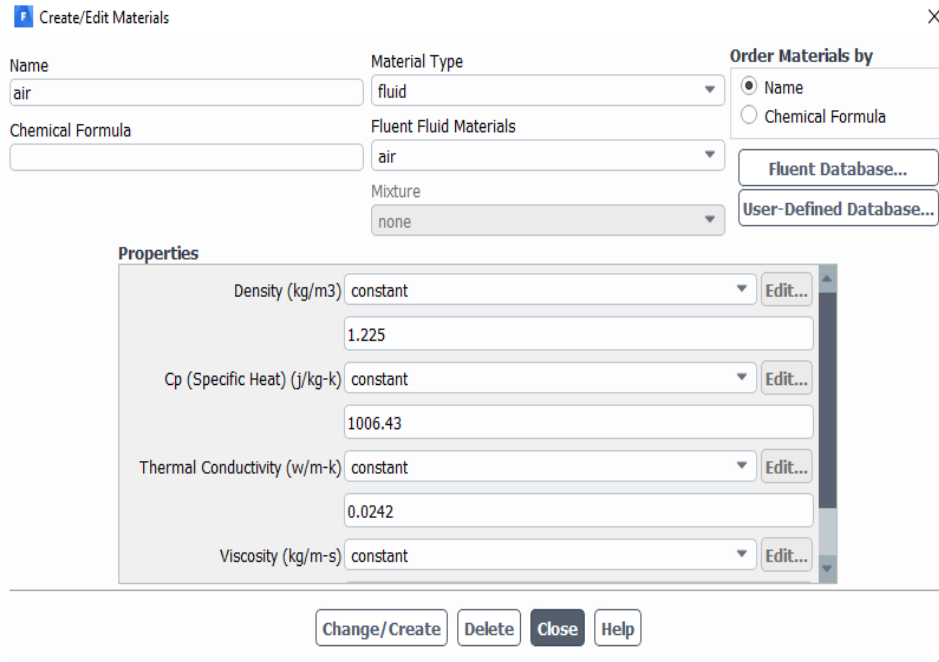 F Create/Edit Materials X
Name
air
Chemical Formula
Material Type
fluid
Fluent Fluid Materials
air
Mixture
none
Order Materials by
Name
Chemical Formula
Fluent Database...
User-Defined Database...
Properties
Density (kg/m3) constant Edit...
1.225
Cp (Specific Heat) (j/kg-k) constant Edit...
1006.43
Thermal Conductivity (w/m-k) constant Edit...
0.0242
Viscosity (kg/m-s) constant Edit...
Change/Create Delete Close Help